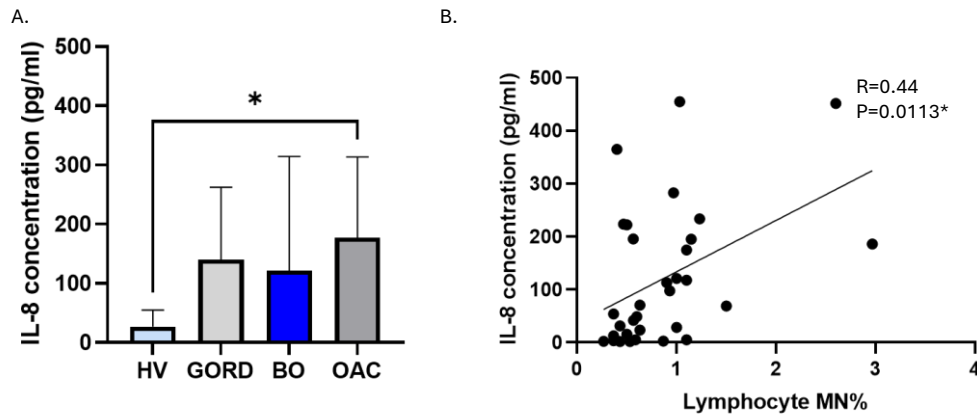 A.
IL-8 concentration (pg/ml)
500
400
300
200
100
0
*
HV GORD BO OAC
B.
IL-8 concentration (pg/ml)
500
400
300
200
100
0
R=0.44
P=0.0113*
0 1 2 3 4
Lymphocyte MN%